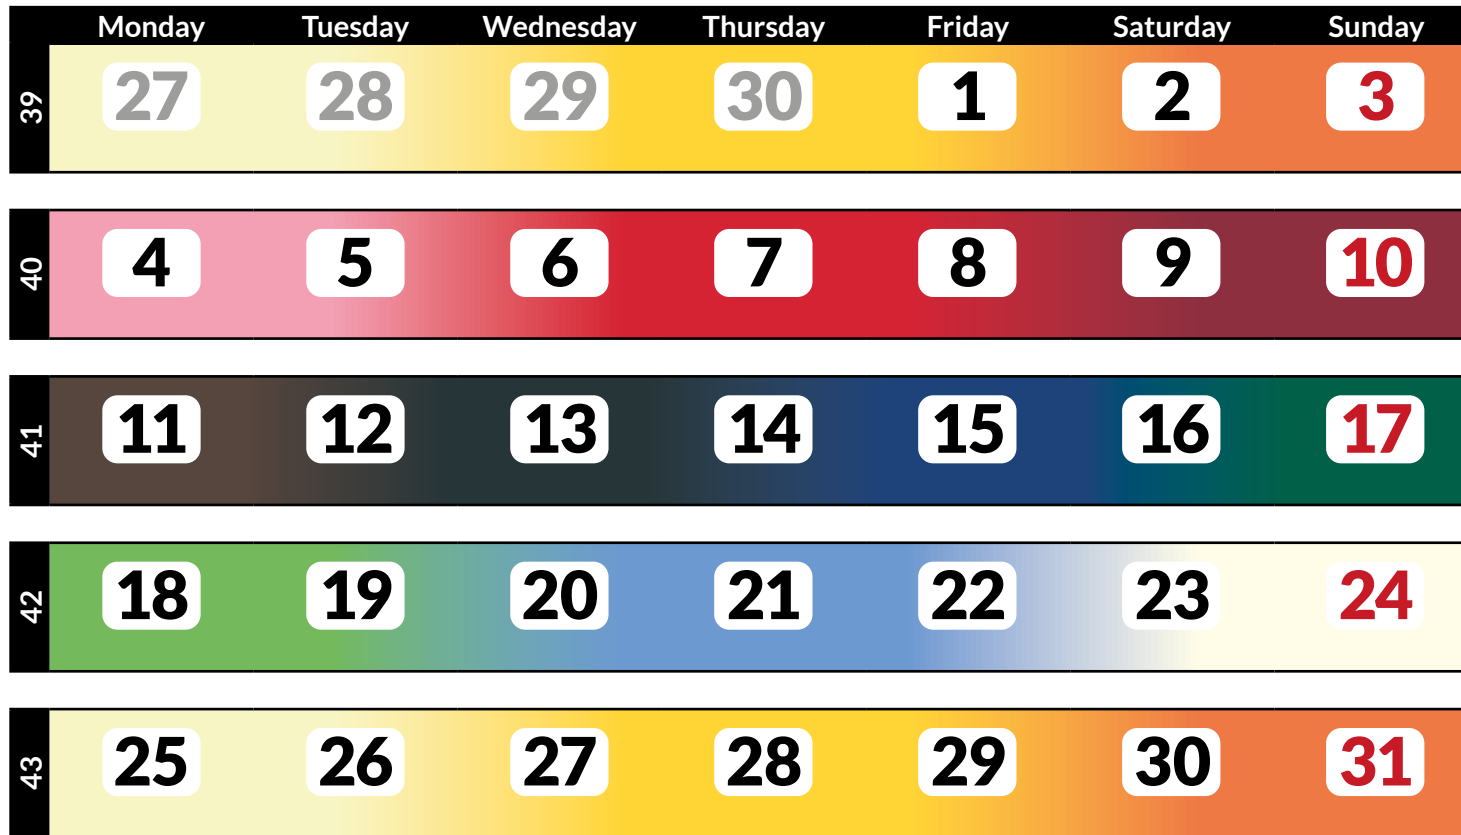 Monday Tuesday Wednesday Thursday Friday Saturday Sunday
39 27 28 29 30 1 2 3
40 4 5 6 7 8 9 10
41 11 12 13 14 15 16 17
42 18 19 20 21 22 23 24
43 25 26 27 28 29 30 31